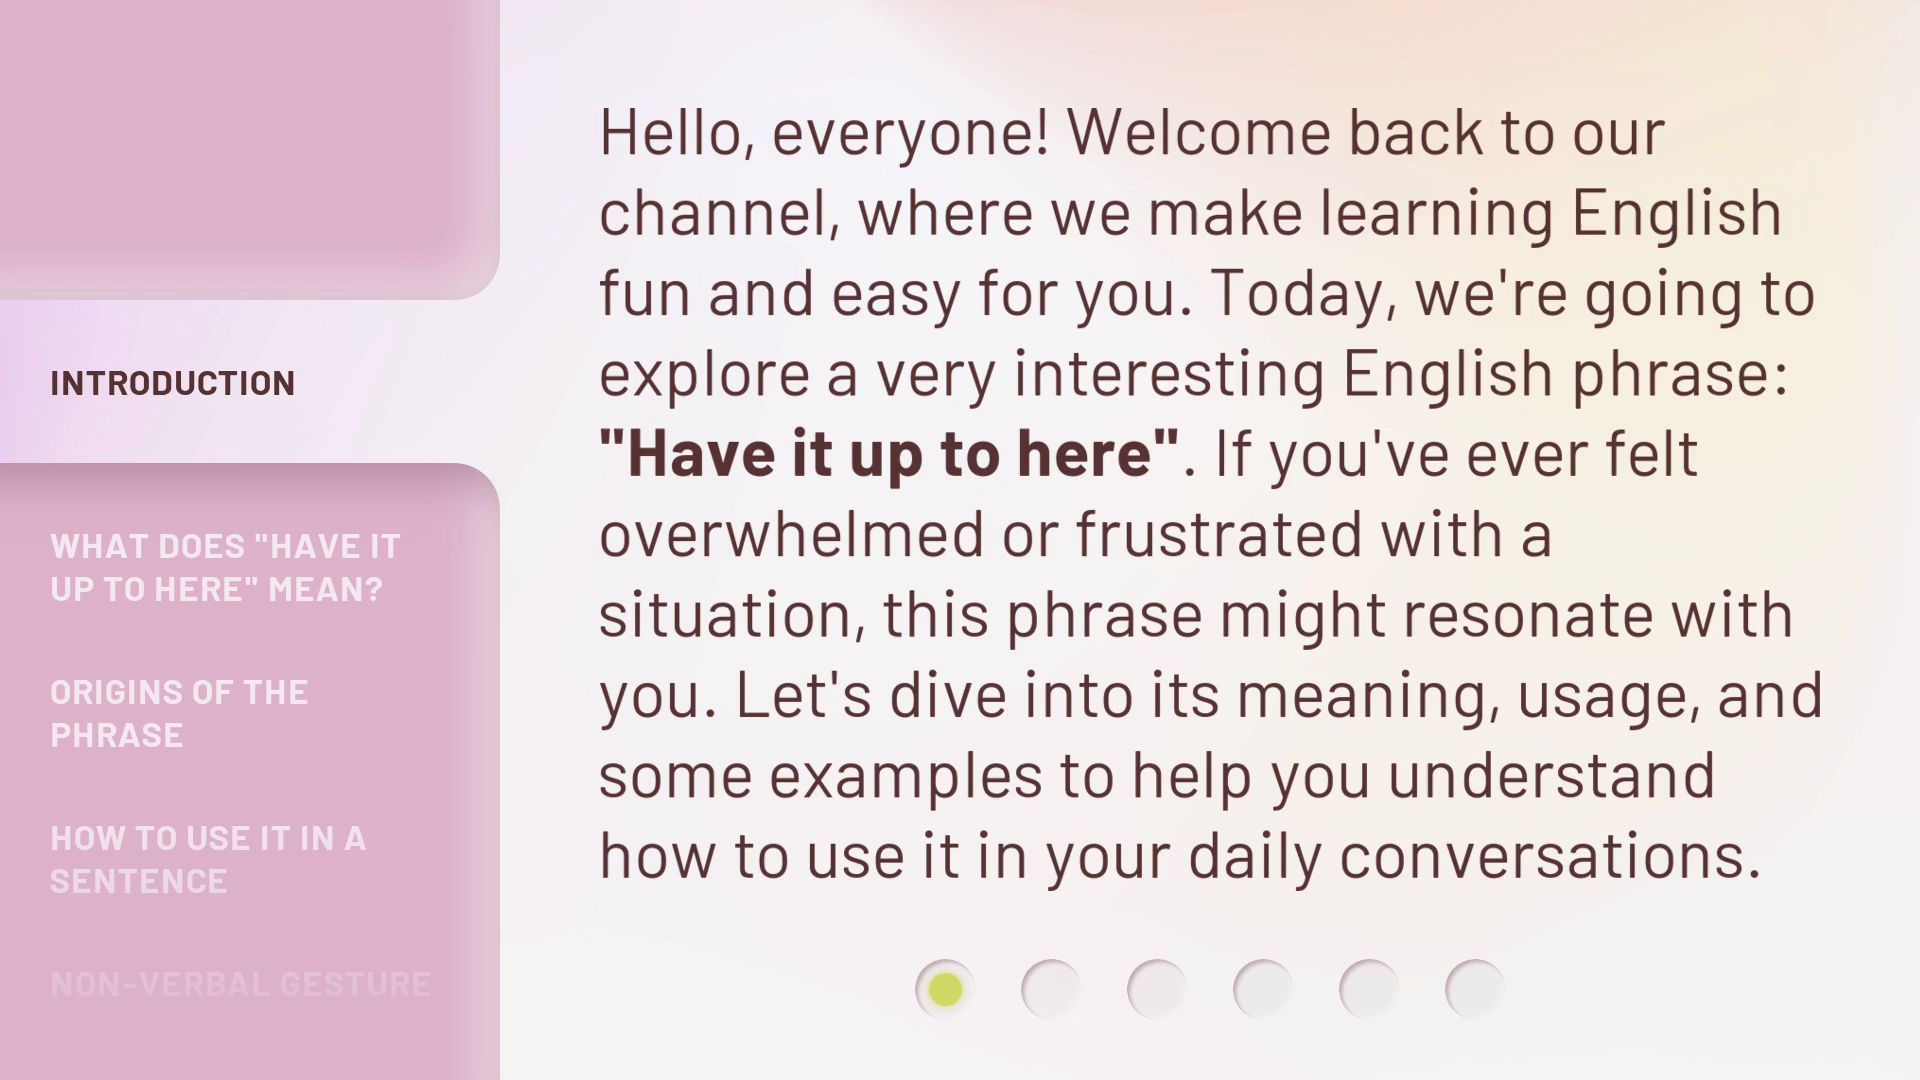 INTRODUCTION
WHAT DOES "HAVE IT
UP TO HERE" MEAN?
ORIGINS OF THE
PHRASE
HOW TO USE IT IN A
SENTENCE
NON-VERBAL GESTURE
Hello, everyone! Welcome back to our
channel, where we make learning English
fun and easy for you. Today, we're going to
explore a very interesting English phrase:
"Have it up to here". If you've ever felt
overwhelmed or frustrated with a
situation, this phrase might resonate with
you. Let's dive into its meaning, usage, and
some examples to help you understand
how to use it in your daily conversations.